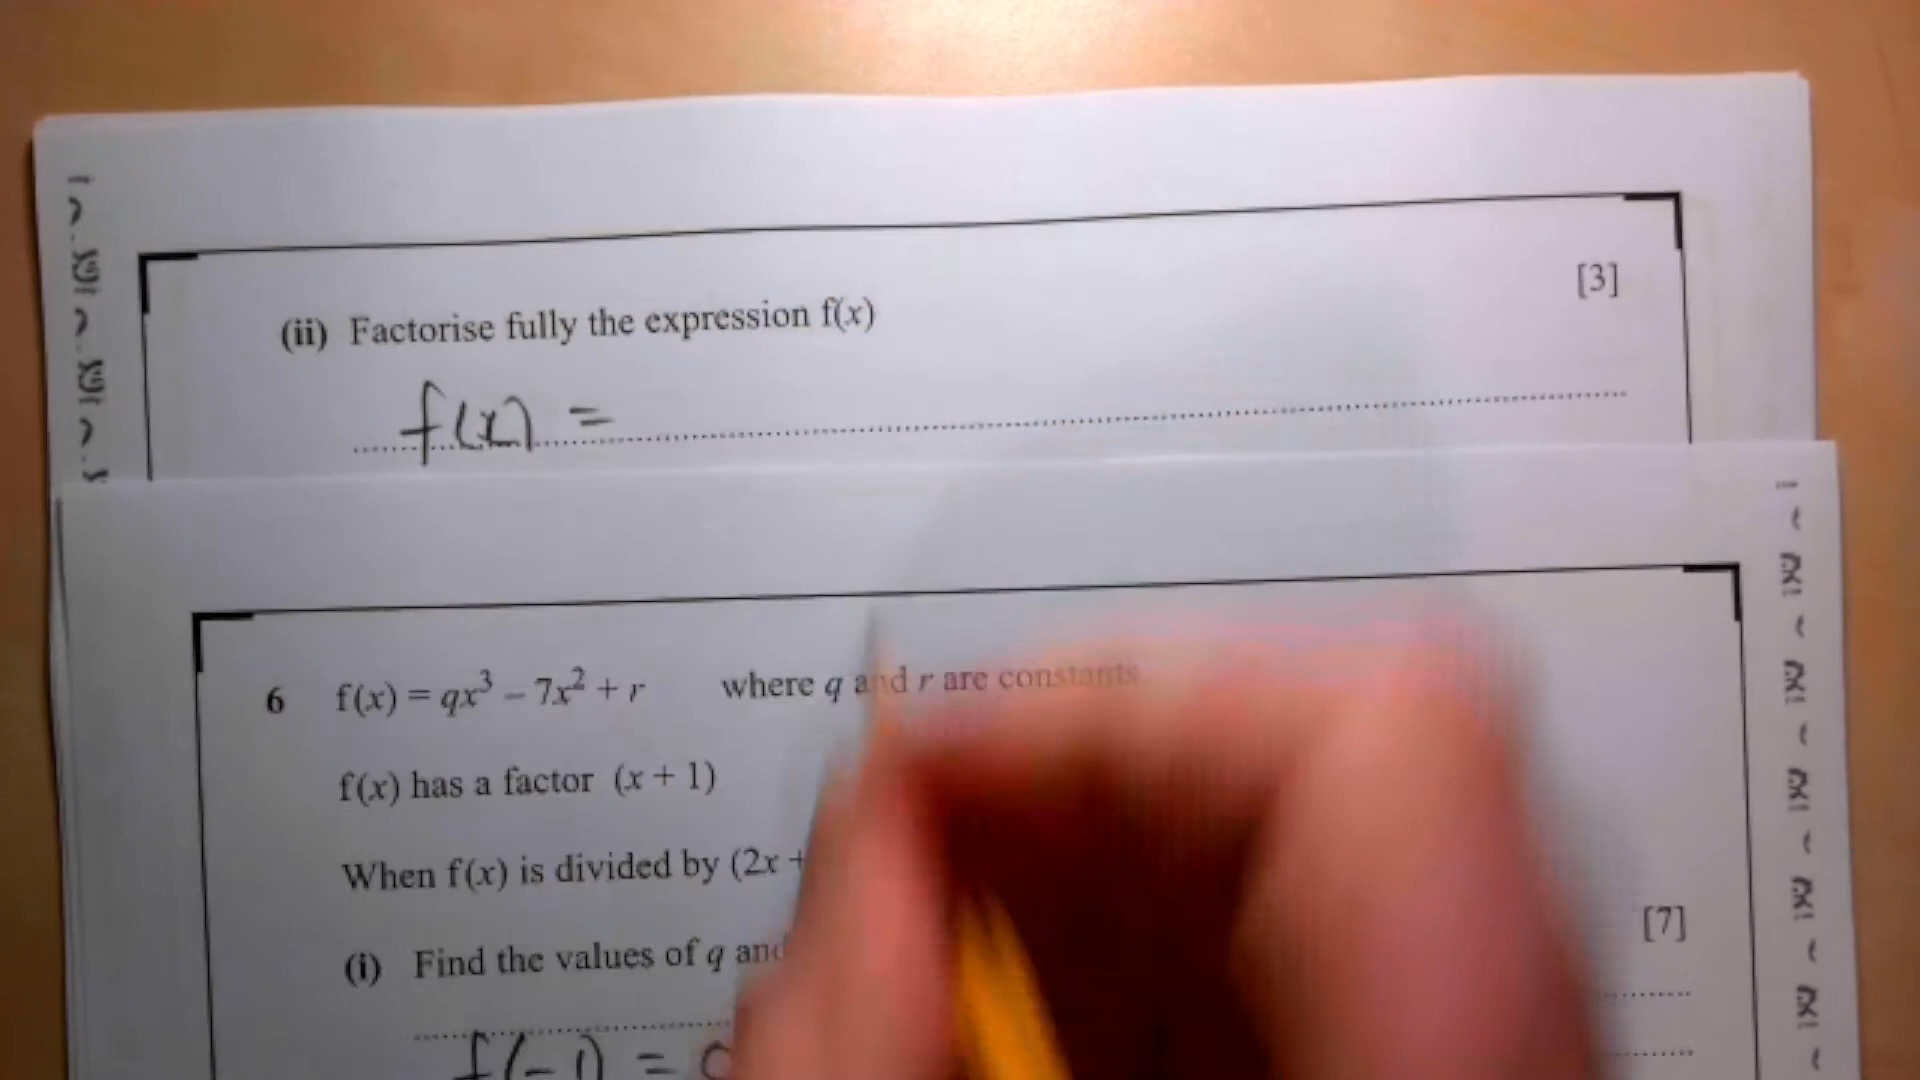 [3]
(ii) Factorise fully the expression f(x)
f(x) =
6 f(x) = qx³ – 7x² + r where q and r are constants
f(x) has a factor (x + 1)
When f(x) is divided by (2x +
[7]
(i) Find the values of q and
f(-1) = 0